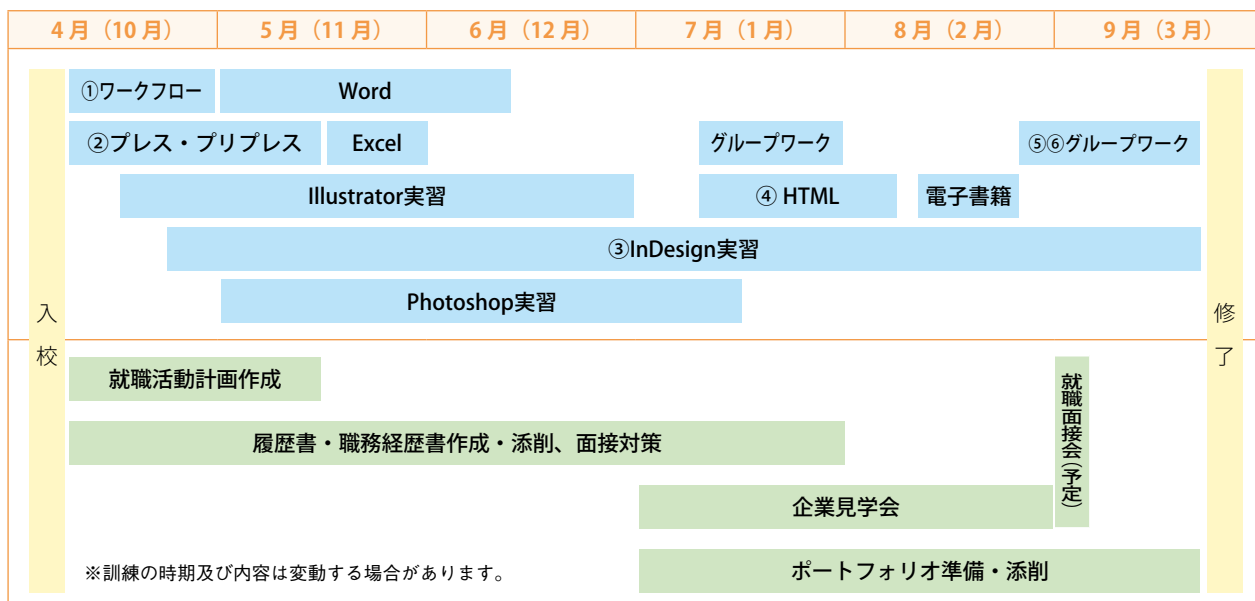 4月（10月）
5月（11月）
6月（12月）
7月（1月）
8月（2月）
9月（3月）
入校
①ワークフロー
Word
②プレス・プリプレス
Excel
グループワーク
⑤⑥グループワーク
Illustrator実習
④ HTML
電子書籍
③InDesign実習
Photoshop実習
修了
就職活動計画作成
就職面接会（予定）
履歴書・職務経歴書作成・添削、面接対策
企業見学会
ポートフォリオ準備・添削
※訓練の時期及び内容は変動する場合があります。